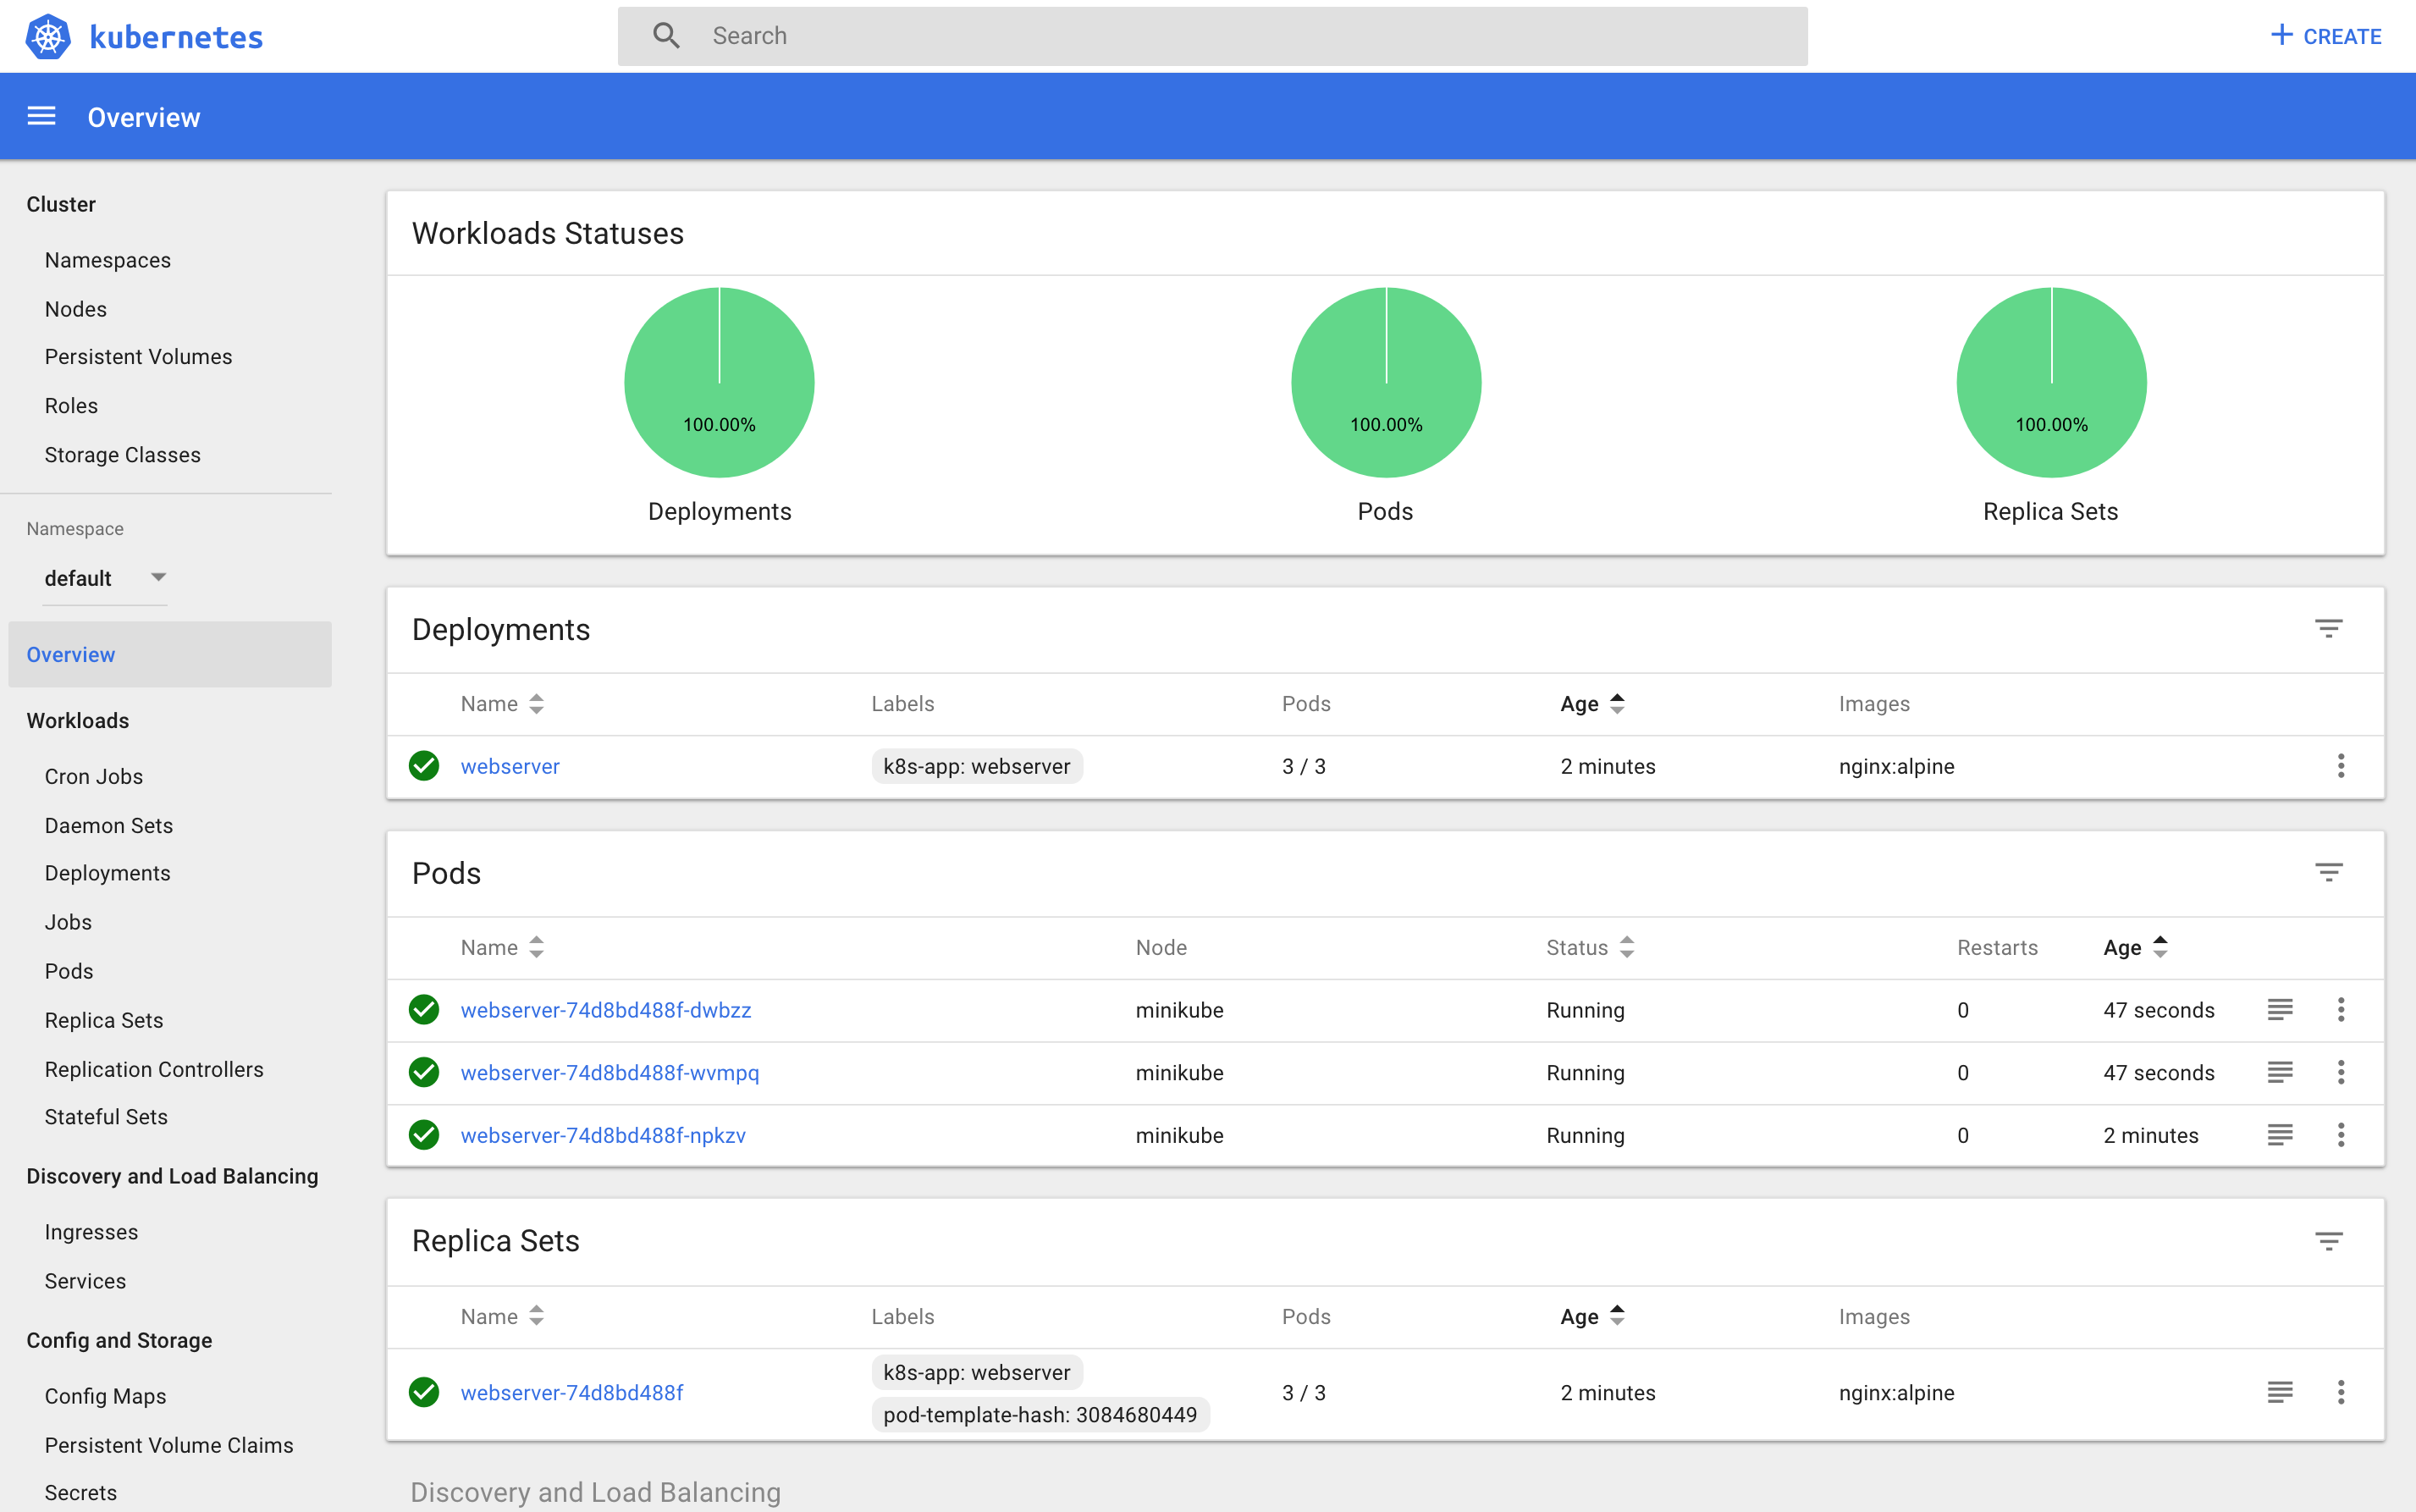 kubernetes
Search
+ CREATE
Overview
Cluster
Namespaces
Nodes
Persistent Volumes
Roles
Storage Classes
Namespace
default
Overview
Workloads
Cron Jobs
Daemon Sets
Deployments
Jobs
Pods
Replica Sets
Replication Controllers
Stateful Sets
Discovery and Load Balancing
Ingresses
Services
Config and Storage
Config Maps
Persistent Volume Claims
Secrets
Workloads Statuses
100.00% 100.00% 100.00%
Deployments Pods Replica Sets
Deployments
Name Labels Pods Age Images
webserver k8s-app: webserver 3 / 3 2 minutes nginx:alpine
Pods
Name Node Status Restarts Age
webserver-74d8bd488f-dwbzz minikube Running 0 47 seconds
webserver-74d8bd488f-wvmpq minikube Running 0 47 seconds
webserver-74d8bd488f-npkzv minikube Running 0 2 minutes
Replica Sets
Name Labels Pods Age Images
webserver-74d8bd488f k8s-app: webserver 3 / 3 2 minutes nginx:alpine
pod-template-hash: 3084680449
Discovery and Load Balancing